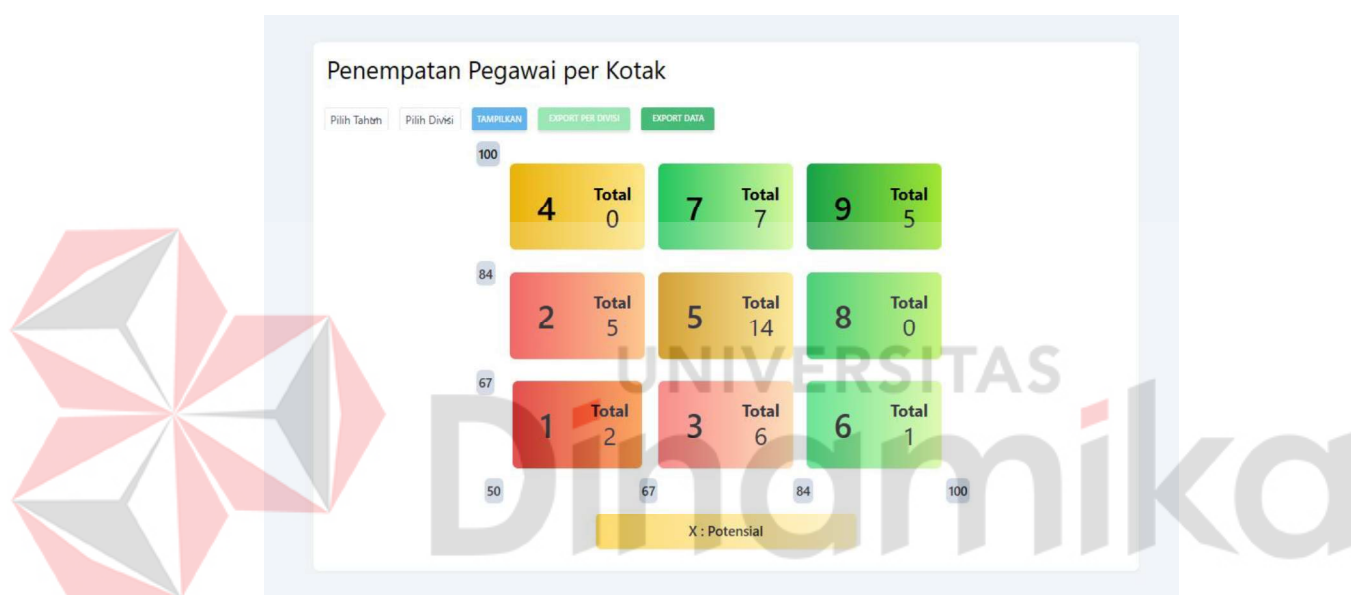 Penempatan Pegawai per Kotak
Pilih Tahun Pilih Divisi TAMPILKAN EXPORT PER DIVISI EXPORT DATA
100
4 Total 0 7 Total 7 9 Total 5
84
2 Total 5 5 Total 14 8 Total 0
UNIVERSITAS
67
1 Total 2 3 Total 6 6 Total 1
Dinamika
50 67 84 100
X : Potensial